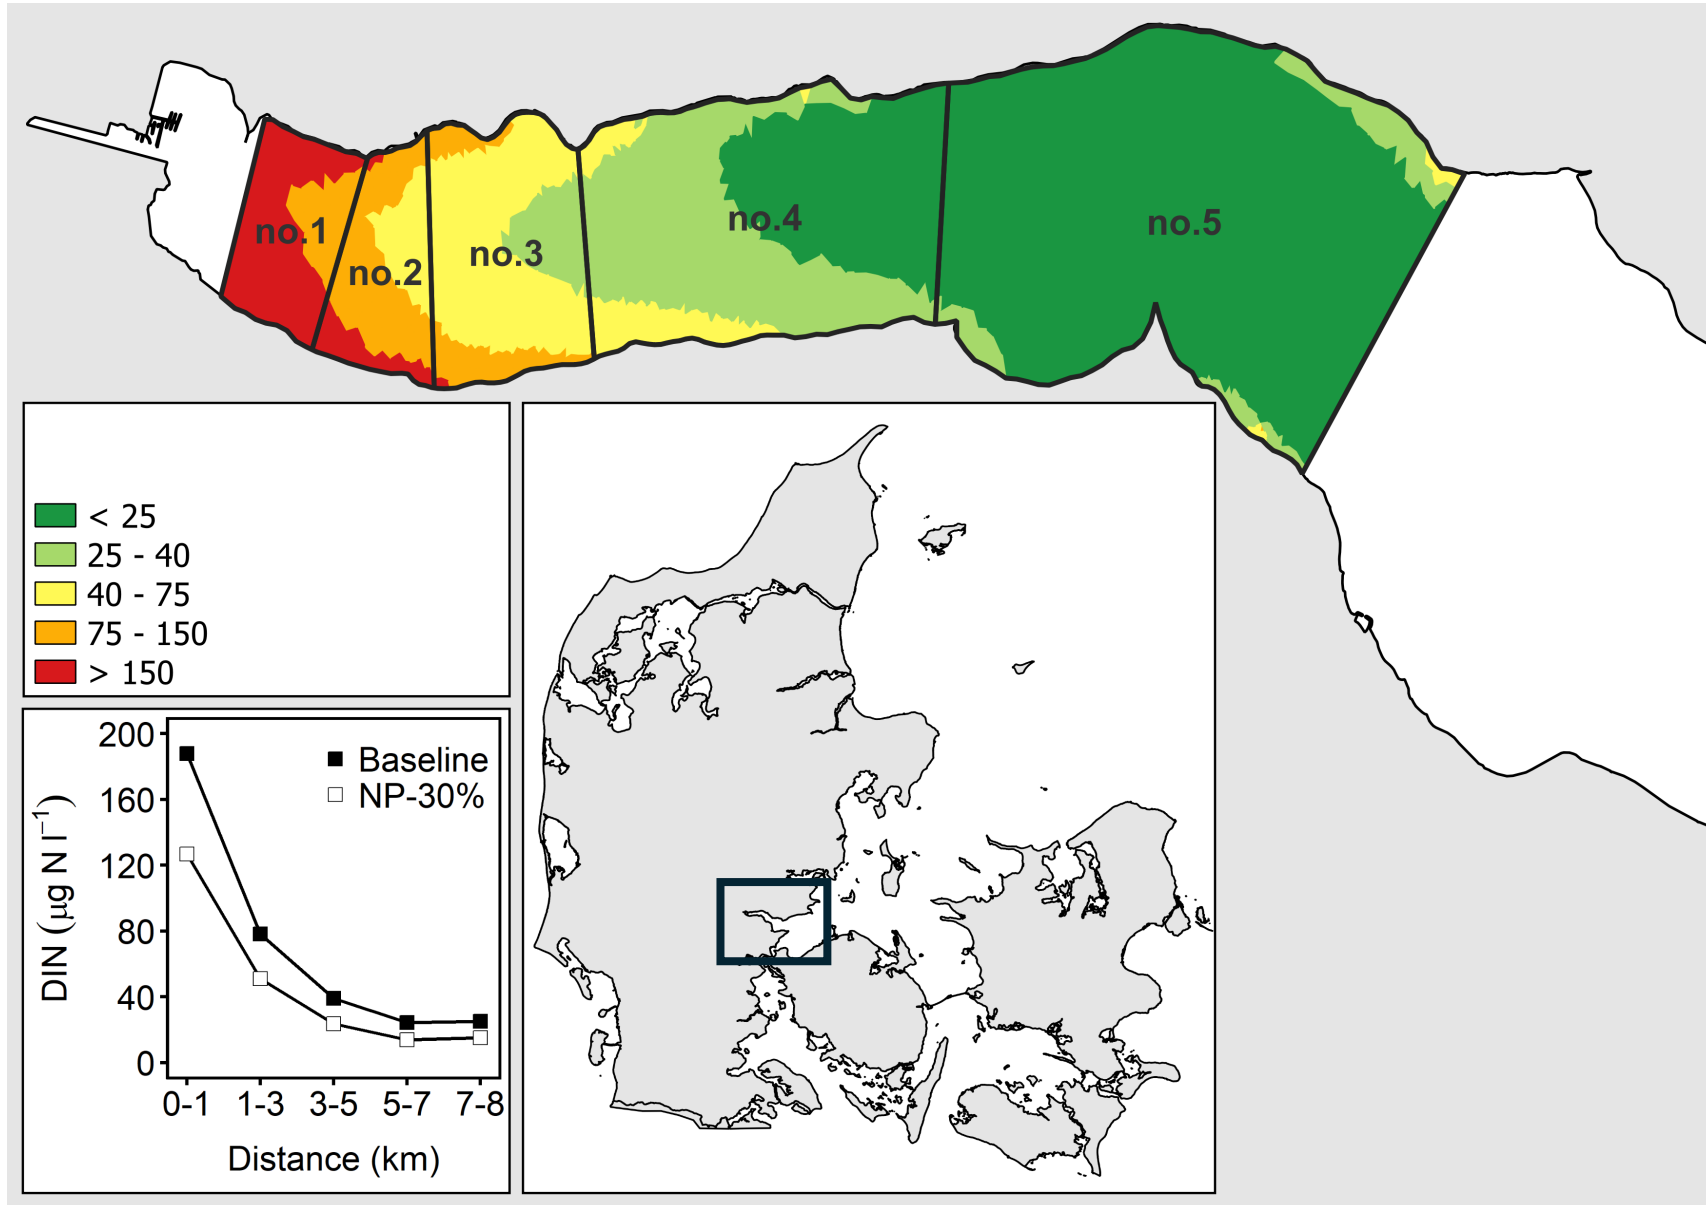 no.1
no.2
no.3
no.4
no.5
< 25
25 - 40
40 - 75
75 - 150
> 150
200
160
120
80
40
0
DIN (µg N l⁻¹)
Baseline
NP-30%
0-1 1-3 3-5 5-7 7-8
Distance (km)